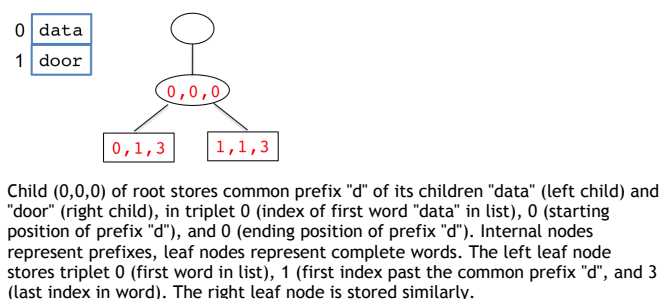 0 data
1 door
0,0,0
0,1,3
1,1,3
Child (0,0,0) of root stores common prefix "d" of its children "data" (left child) and
"door" (right child), in triplet 0 (index of first word "data" in list), 0 (starting
position of prefix "d"), and 0 (ending position of prefix "d"). Internal nodes
represent prefixes, leaf nodes represent complete words. The left leaf node
stores triplet 0 (first word in list), 1 (first index past the common prefix "d", and 3
(last index in word). The right leaf node is stored similarly.